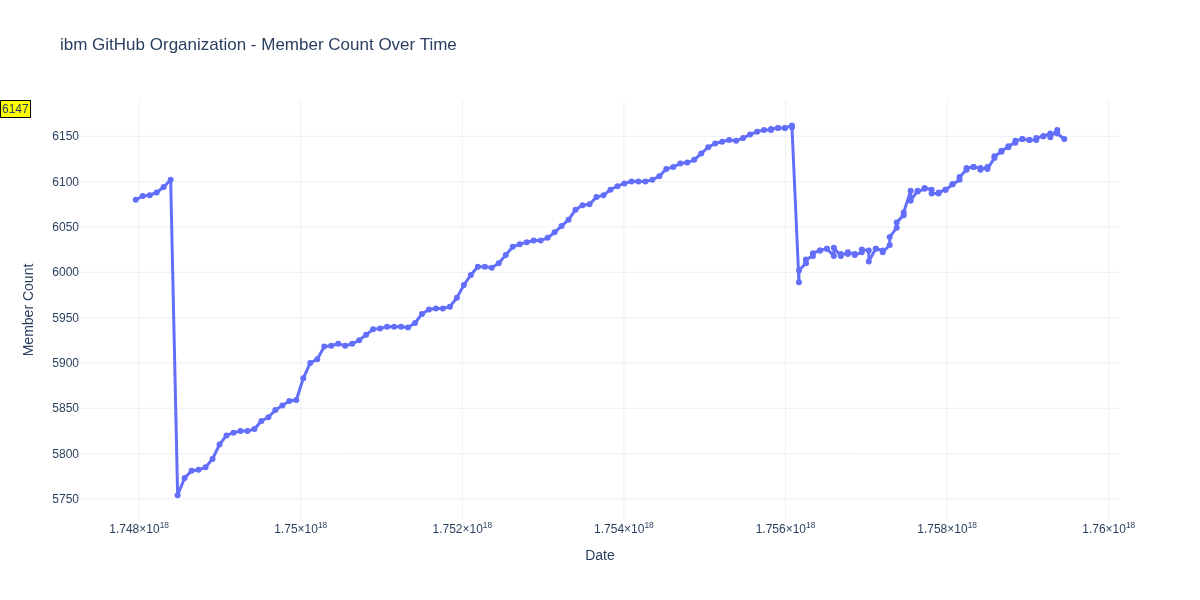 ibm GitHub Organization - Member Count Over Time
6147
6150
6100
6050
6000
5950
5900
5850
5800
5750
Member Count
1.748×10¹⁸ 1.75×10¹⁸ 1.752×10¹⁸ 1.754×10¹⁸ 1.756×10¹⁸ 1.758×10¹⁸ 1.76×10¹⁸
Date